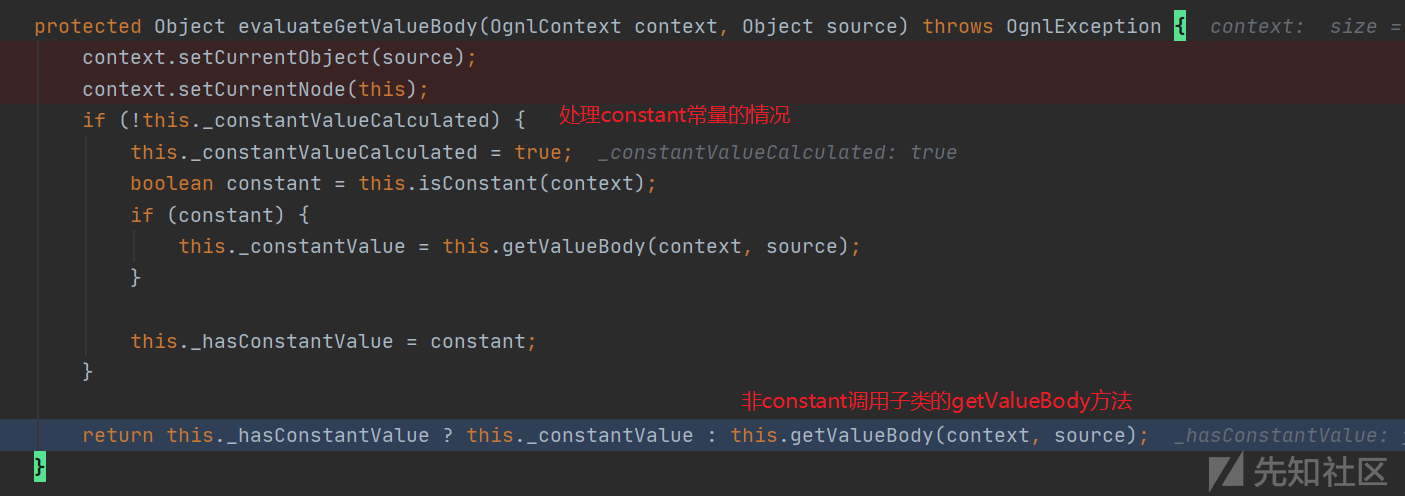 protected Object evaluateGetValueBody(OgnlContext context, Object source) throws OgnlException { context: size =
context.setCurrentObject(source);
context.setCurrentNode(this);
if (!this._constantValueCalculated) { 处理constant常量的情况
this._constantValueCalculated = true; _constantValueCalculated: true
boolean constant = this.isConstant(context);
if (constant) {
this._constantValue = this.getValueBody(context, source);
}
this._hasConstantValue = constant;
}
非constant调用子类的getValueBody方法
return this._hasConstantValue ? this._constantValue : this.getValueBody(context, source); _hasConstantValue:
}
先知社区